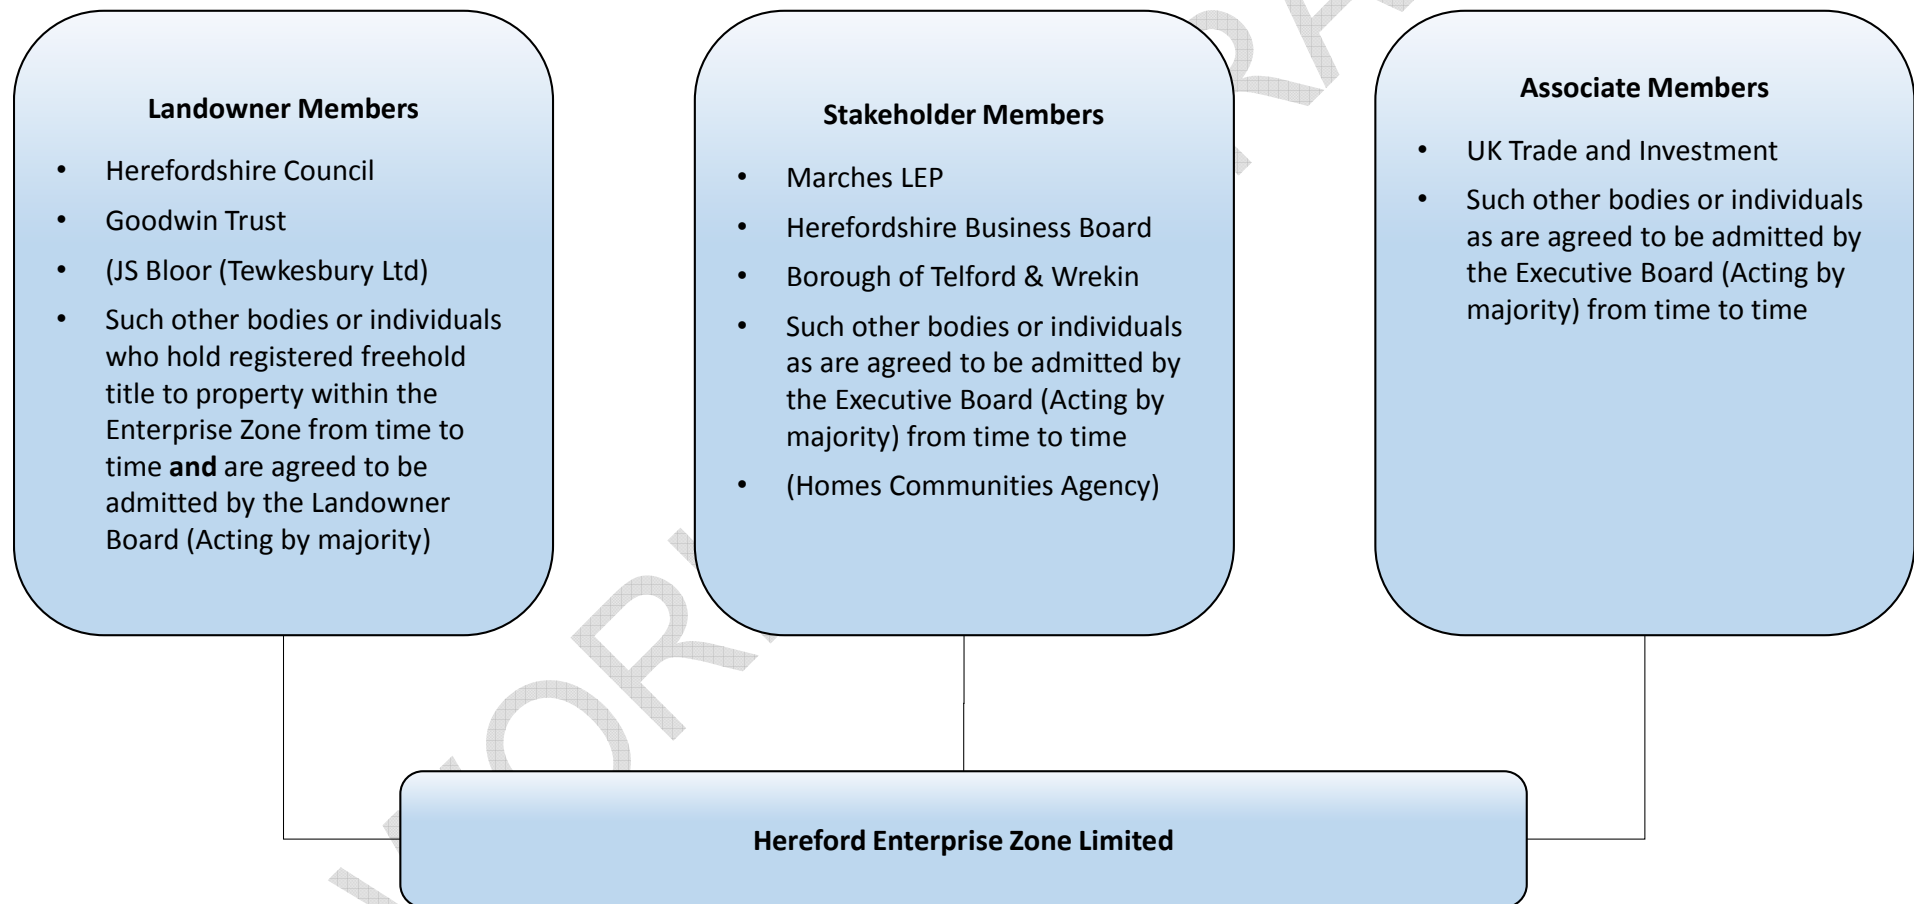 Landowner Members
• Herefordshire Council
• Goodwin Trust
• (JS Bloor (Tewkesbury Ltd)
• Such other bodies or individuals
who hold registered freehold
title to property within the
Enterprise Zone from time to
time and are agreed to be
admitted by the Landowner
Board (Acting by majority)
Stakeholder Members
• Marches LEP
• Herefordshire Business Board
• Borough of Telford & Wrekin
• Such other bodies or individuals
as are agreed to be admitted by
the Executive Board (Acting by
majority) from time to time
• (Homes Communities Agency)
Associate Members
• UK Trade and Investment
• Such other bodies or individuals
as are agreed to be admitted by
the Executive Board (Acting by
majority) from time to time
Hereford Enterprise Zone Limited